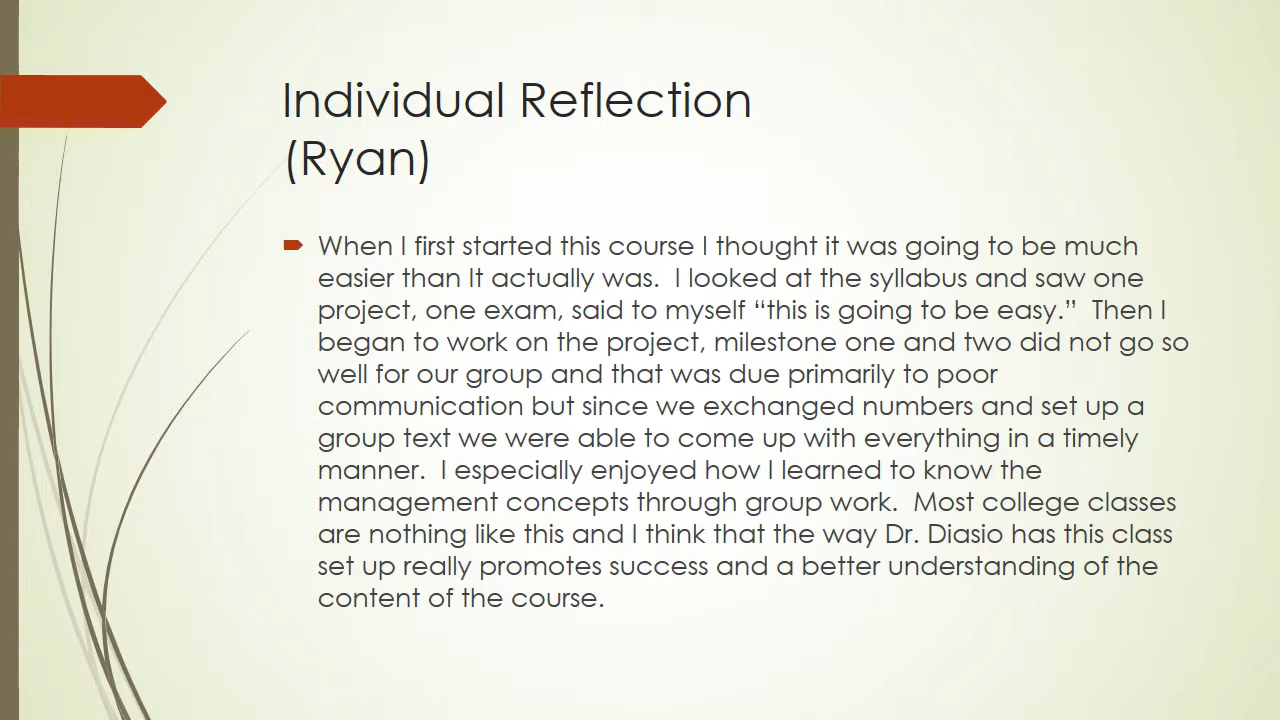 Individual Reflection
(Ryan)
When I first started this course I thought it was going to be much
easier than It actually was.  I looked at the syllabus and saw one
project, one exam, said to myself “this is going to be easy.”  Then I
began to work on the project, milestone one and two did not go so
well for our group and that was due primarily to poor
communication but since we exchanged numbers and set up a
group text we were able to come up with everything in a timely
manner.  I especially enjoyed how I learned to know the
management concepts through group work.  Most college classes
are nothing like this and I think that the way Dr. Diasio has this class
set up really promotes success and a better understanding of the
content of the course.